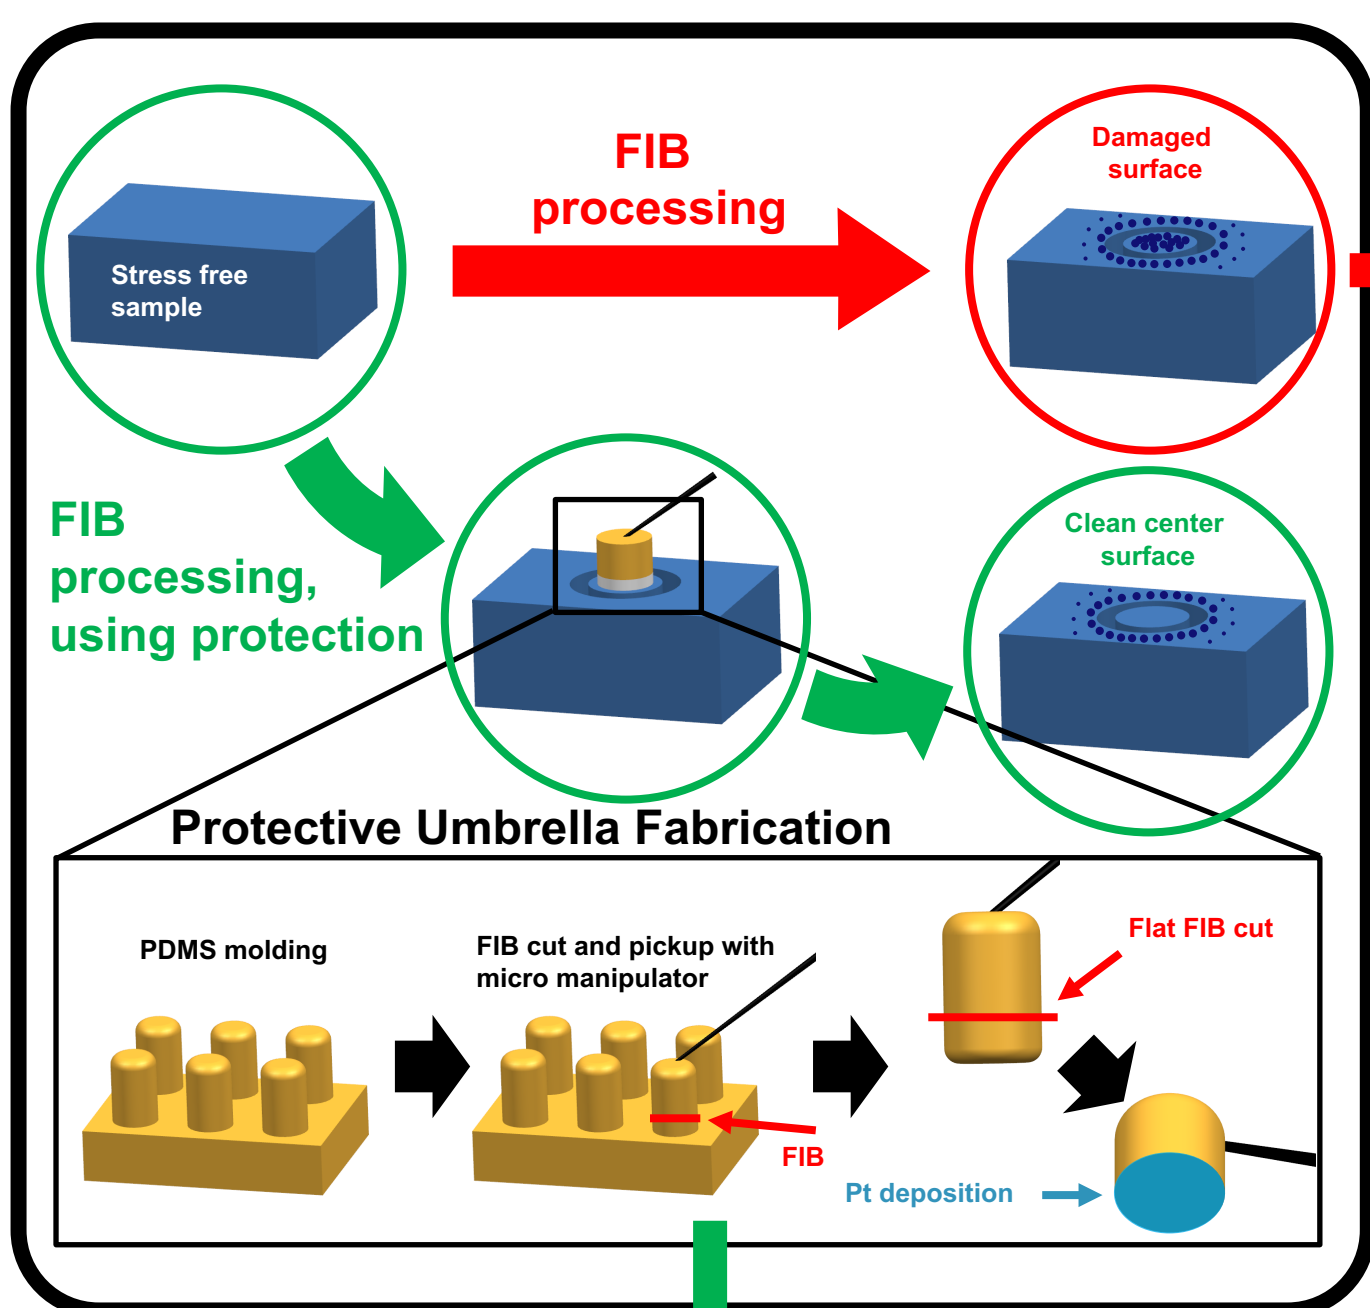 FIB
processing
Damaged
surface
Stress free
sample
FIB
processing,
using protection
Clean center
surface
Protective Umbrella Fabrication
PDMS molding
FIB cut and pickup with
micro manipulator
FIB
Flat FIB cut
Pt deposition